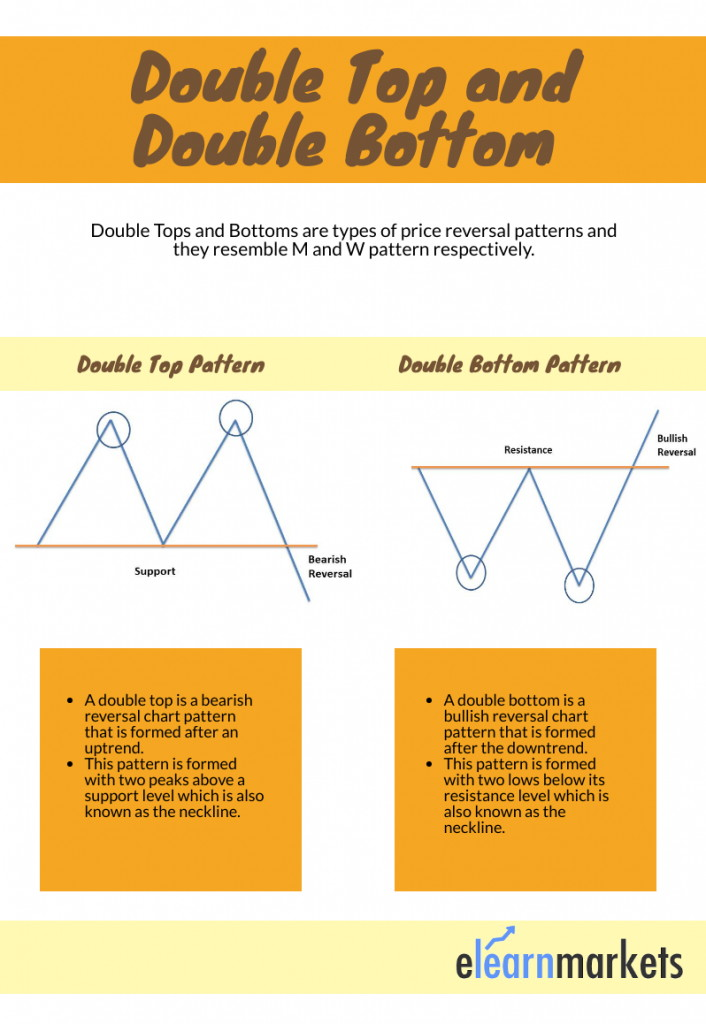 Double Top and
Double Bottom
Double Tops and Bottoms are types of price reversal patterns and
they resemble M and W pattern respectively.
Double Top Pattern
Double Bottom Pattern
Support
Bearish
Reversal
Resistance
Bullish
Reversal
• A double top is a bearish
reversal chart pattern
that is formed after an
uptrend.
• This pattern is formed
with two peaks above a
support level which is also
known as the neckline.
• A double bottom is a
bullish reversal chart
pattern that is formed
after the downtrend.
• This pattern is formed
with two lows below its
resistance level which is
also known as the
neckline.
elearnmarkets